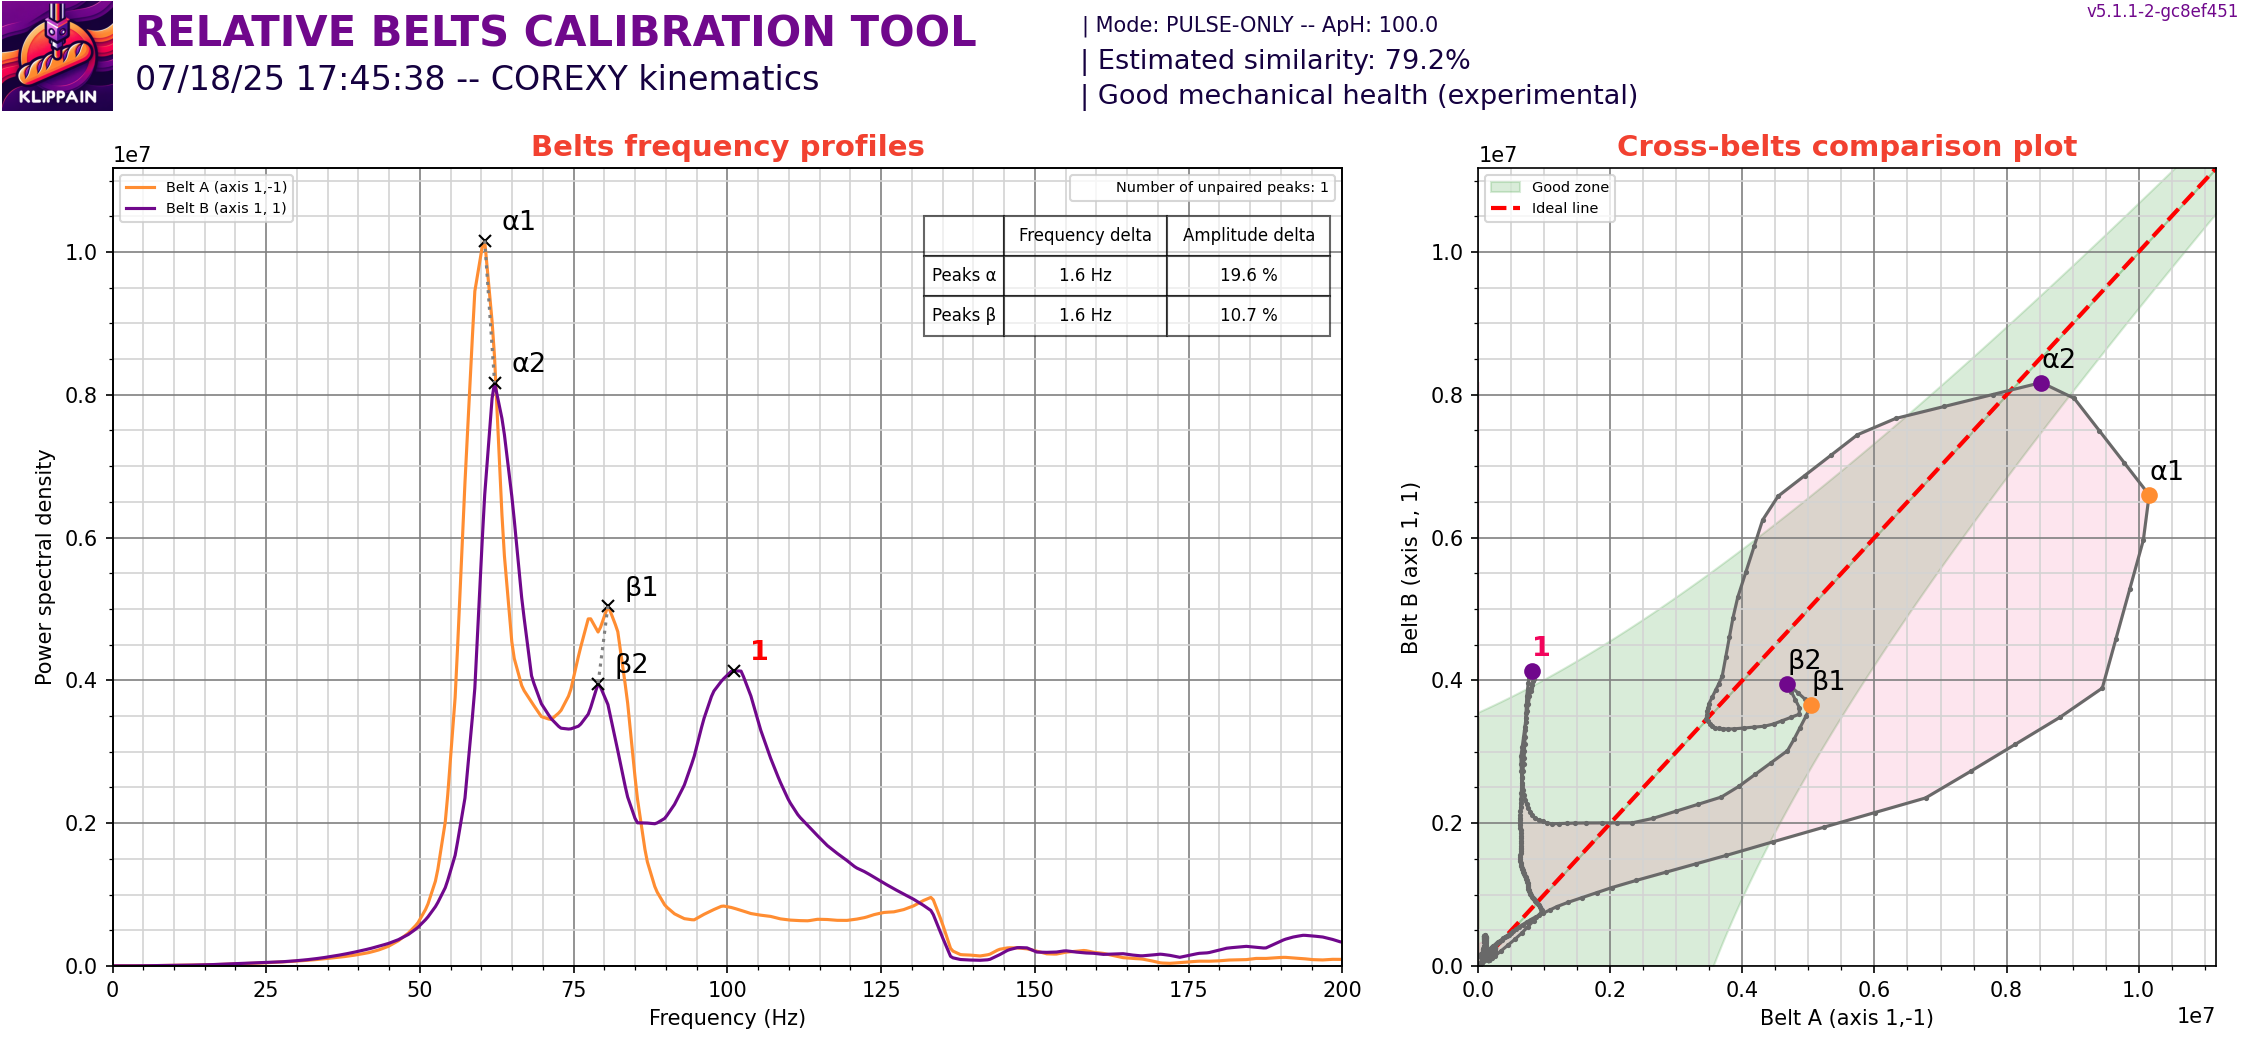 KLIPPAIN
RELATIVE BELTS CALIBRATION TOOL
07/18/25 17:45:38 -- COREXY kinematics
| Mode: PULSE-ONLY -- ApH: 100.0
| Estimated similarity: 79.2%
| Good mechanical health (experimental)
v5.1.1-2-gc8ef451
Belts frequency profiles
1e7
Belt A (axis 1,-1)
Belt B (axis 1, 1)
Number of unpaired peaks: 1
Frequency delta Amplitude delta
Peaks α 1.6 Hz 19.6 %
Peaks β 1.6 Hz 10.7 %
α1
α2
β1
β2
1
1.0
0.8
0.6
0.4
0.2
0.0
Power spectral density
0 25 50 75 100 125 150 175 200
Frequency (Hz)
Cross-belts comparison plot
1e7
Good zone
Ideal line
α2
α1
1
β2
β1
1.0
0.8
0.6
0.4
0.2
0.0
Belt B (axis 1, 1)
0.0 0.2 0.4 0.6 0.8 1.0
1e7
Belt A (axis 1,-1)